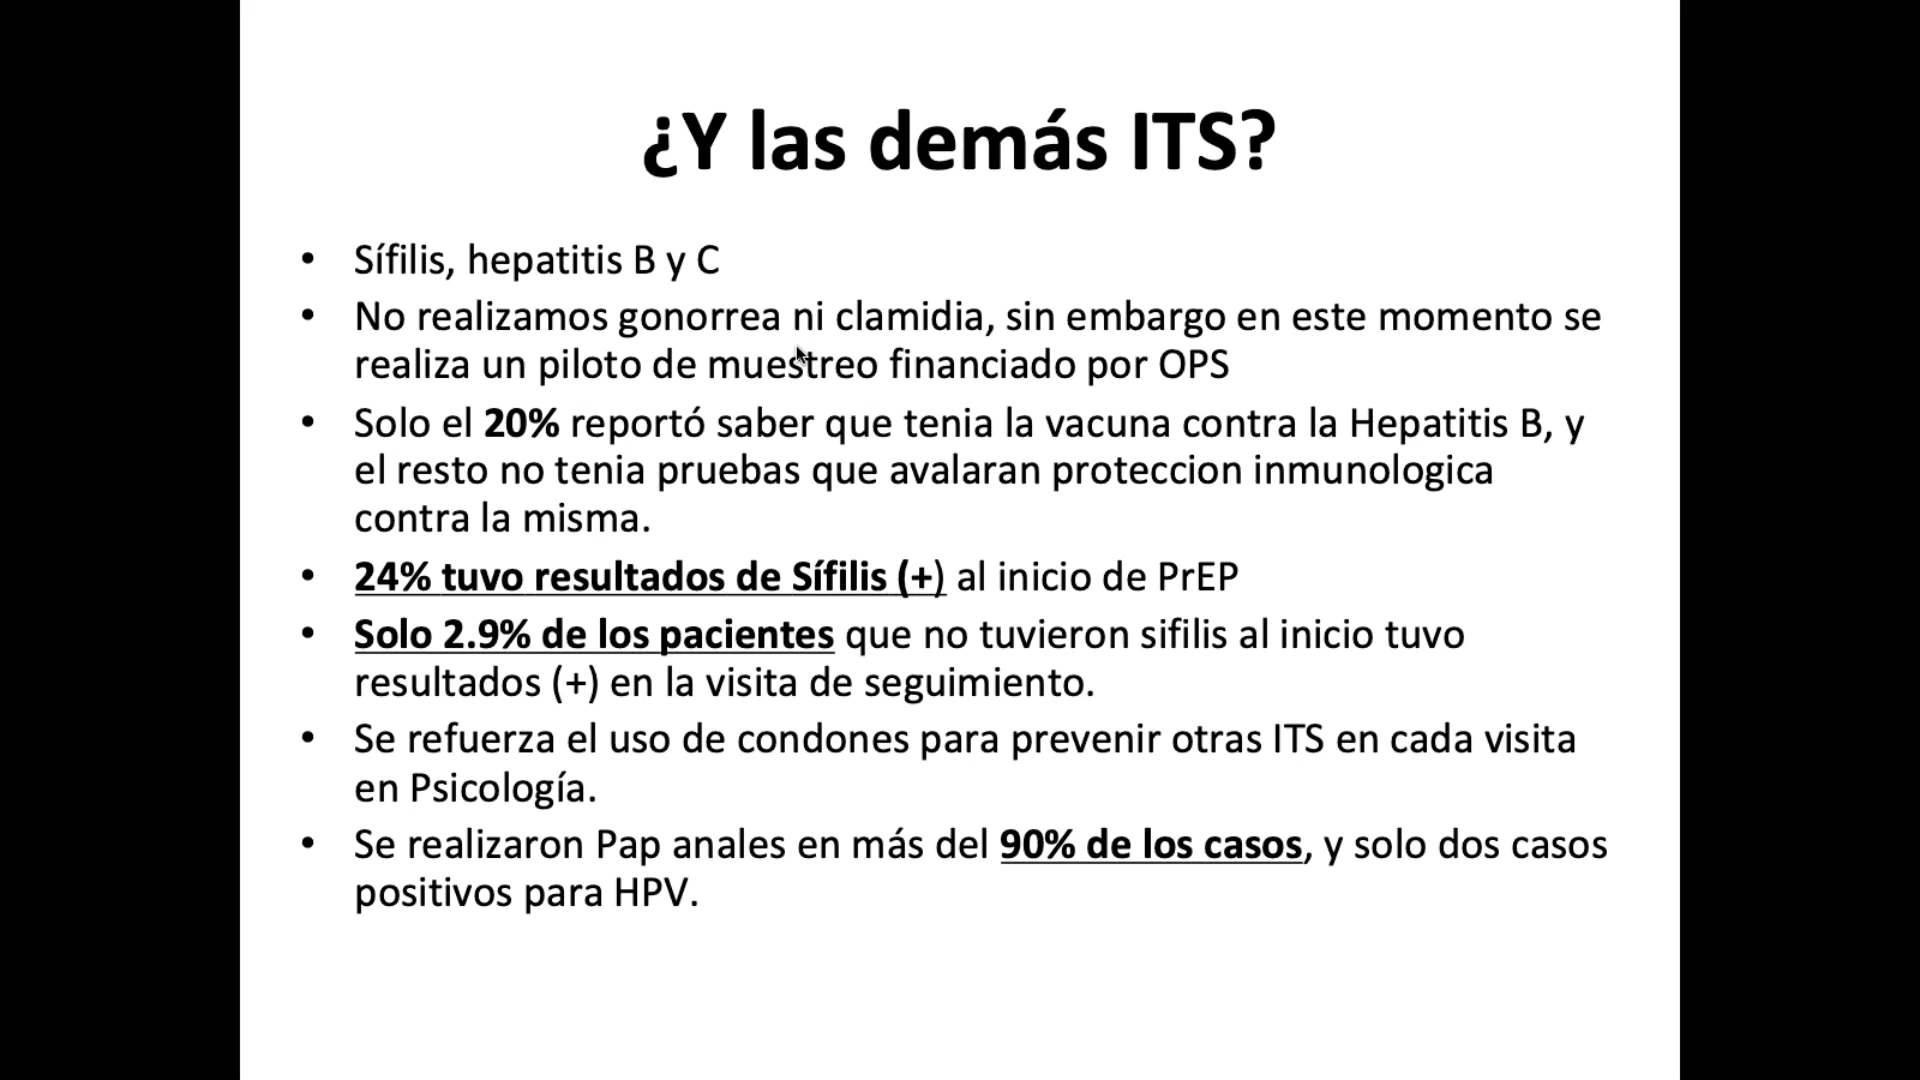 ¿Y las demás ITS?
• Sífilis, hepatitis B y C
• No realizamos gonorrea ni clamidia, sin embargo en este momento se
realiza un piloto de muestreo financiado por OPS
• Solo el 20% reportó saber que tenia la vacuna contra la Hepatitis B, y
el resto no tenia pruebas que avalaran proteccion inmunologica
contra la misma.
• 24% tuvo resultados de Sífilis (+) al inicio de PrEP
• Solo 2.9% de los pacientes que no tuvieron sifilis al inicio tuvo
resultados (+) en la visita de seguimiento.
• Se refuerza el uso de condones para prevenir otras ITS en cada visita
en Psicología.
• Se realizaron Pap anales en más del 90% de los casos, y solo dos casos
positivos para HPV.